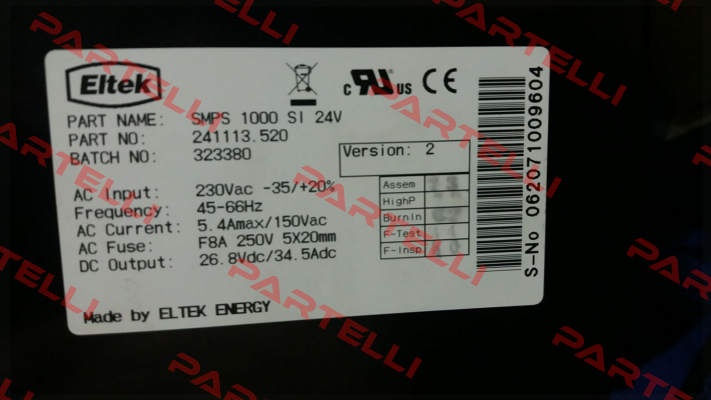 PARTELLI
Eltek
c RU us CE
PART NAME: SMPS 1000 SI 24V
PART NO: 241113.520
BATCH NO: 323380
Version: 2
AC Input: 230Vac -35/+20%
Frequency: 45-66Hz
AC Current: 5.4Amax/150Vac
AC Fuse: F8A 250V 5X20mm
DC Output: 26.8Vdc/34.5Adc
Assem
HighP
BurnIn
F-Test
F-Insp
Made by ELTEK ENERGY
S-No 062071009604